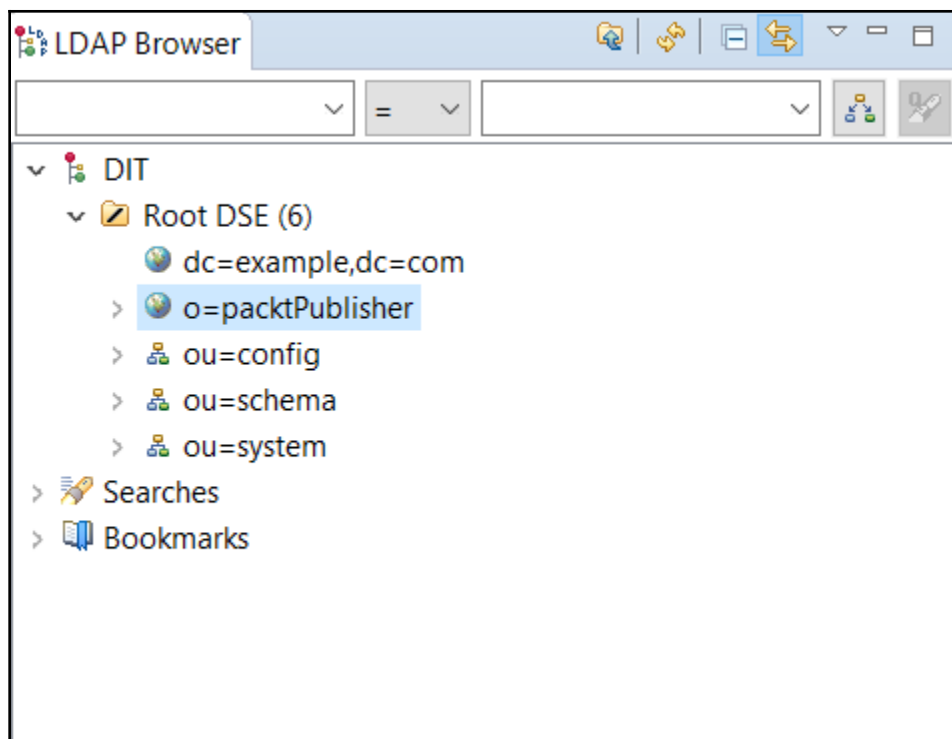 LDAP Browser
=
DIT
Root DSE (6)
dc=example,dc=com
o=packtPublisher
ou=config
ou=schema
ou=system
Searches
Bookmarks